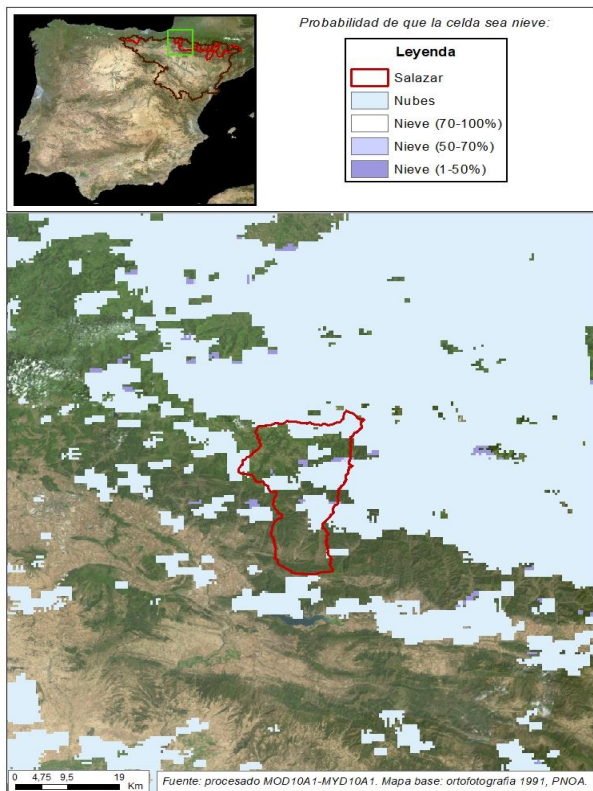 Probabilidad de que la celda sea nieve:
Leyenda
Salazar
Nubes
Nieve (70-100%)
Nieve (50-70%)
Nieve (1-50%)
0 4,75 9,5 19
Km
Fuente: procesado MOD10A1-MYD10A1. Mapa base: ortofotografia 1991, PNOA.